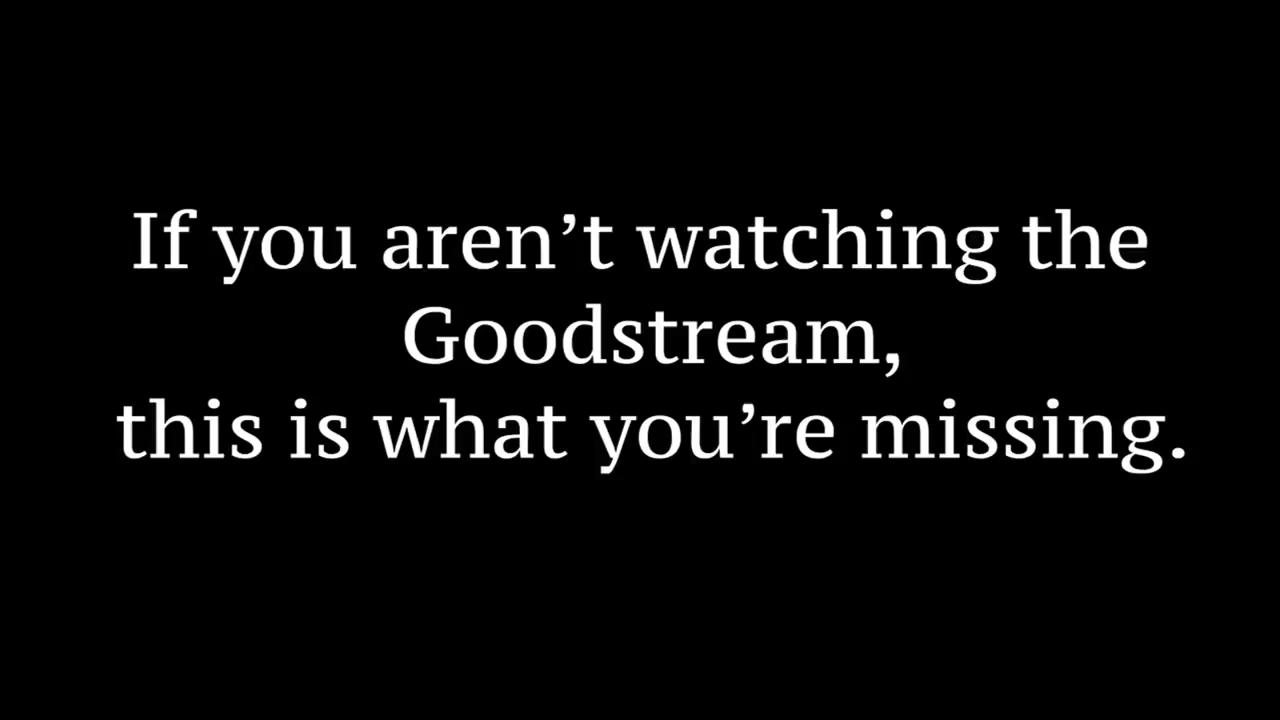 If you aren’t watching the
Goodstream,
this is what you’re missing.